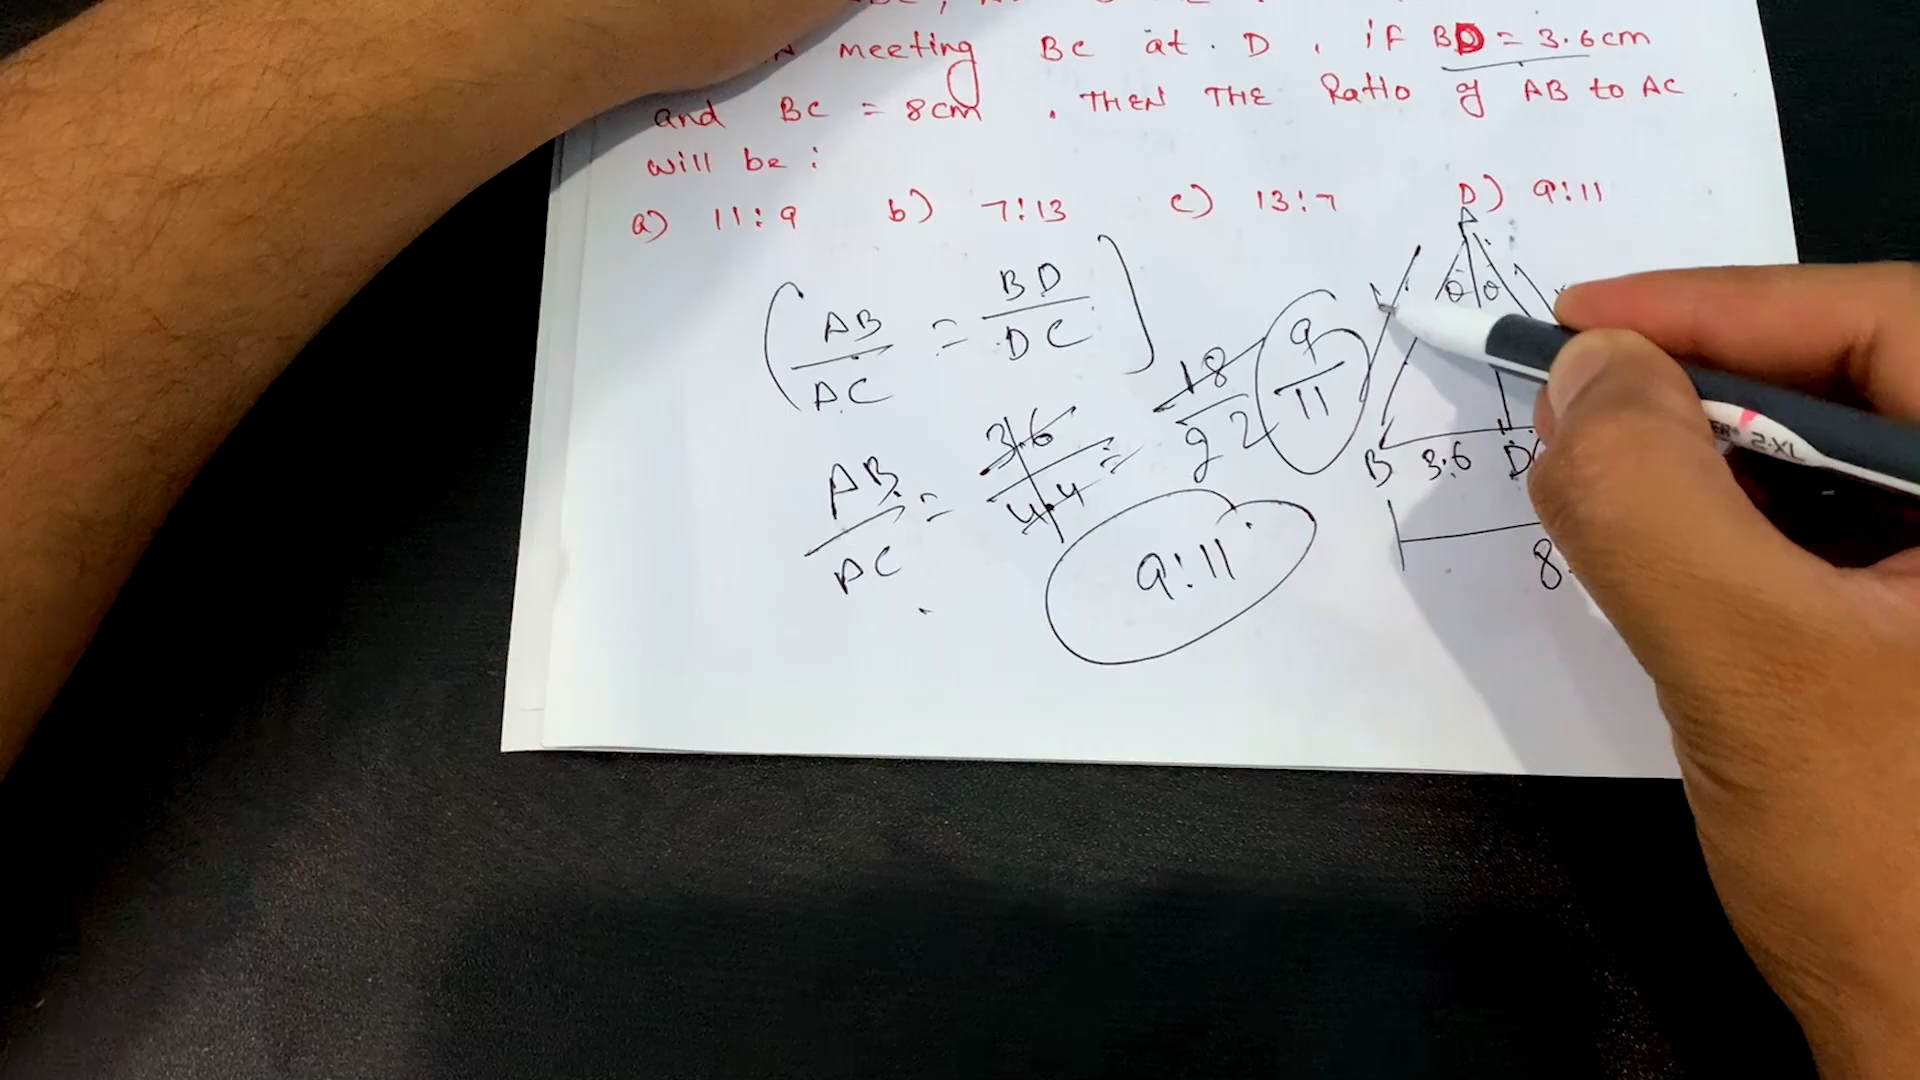 meeting BC at . D , if BD = 3.6cm
and BC = 8cm . THEN THE Ratio of AB to AC
will be :
a) 11:9 b) 7:13 c) 13:7 D) 9:11
A
θ θ
AB/AC = BD/DC
AB/AC = 3.6/4.4 = 18/22 9/11
B 3.6 D
8
9:11
2·XL